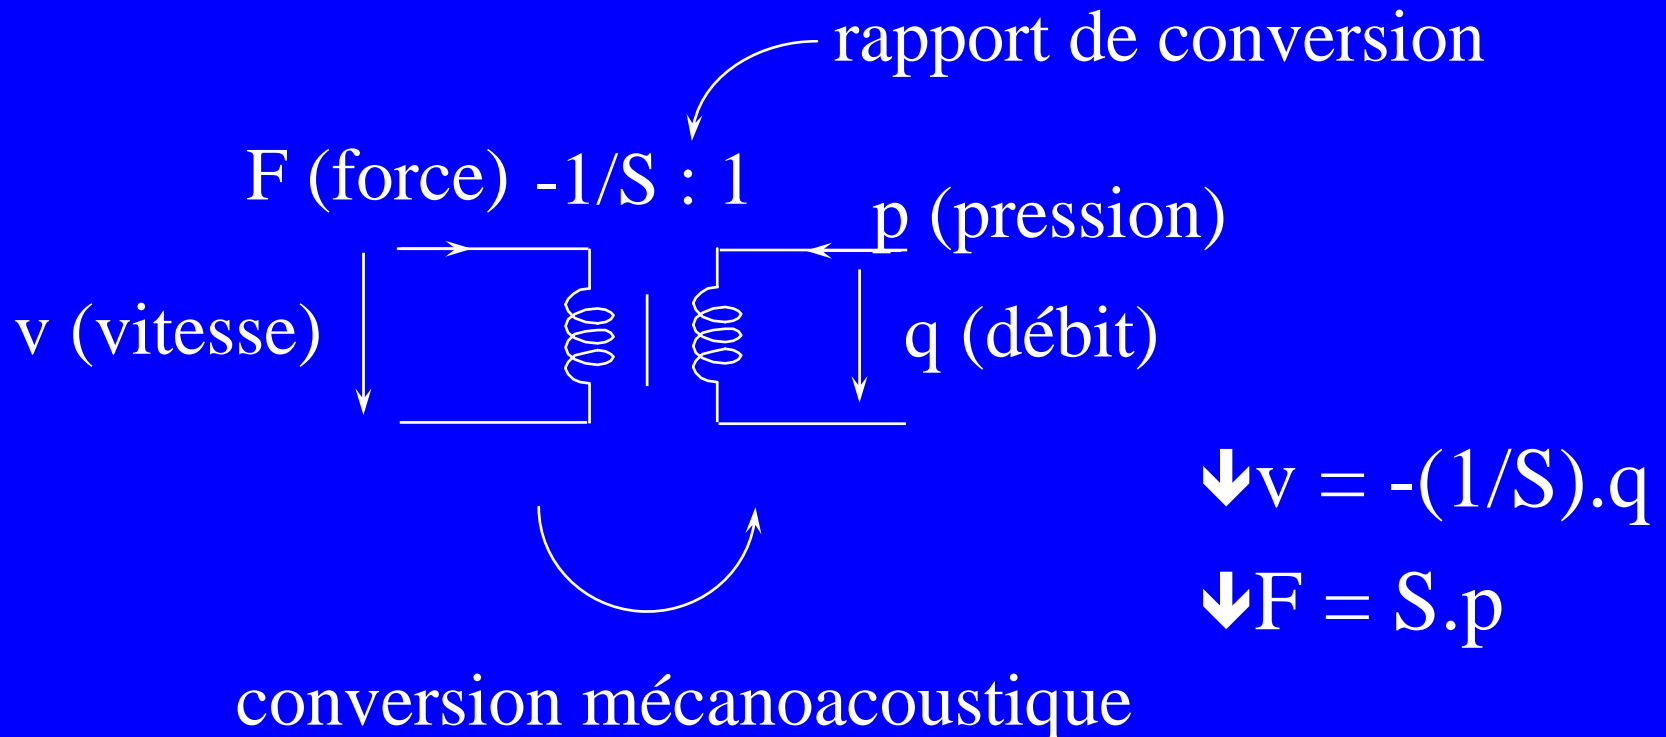 rapport de conversion
F (force) -1/S : 1
p (pression)
v (vitesse)
q (débit)
🡻v = -(1/S).q
🡻F = S.p
conversion mécanoacoustique